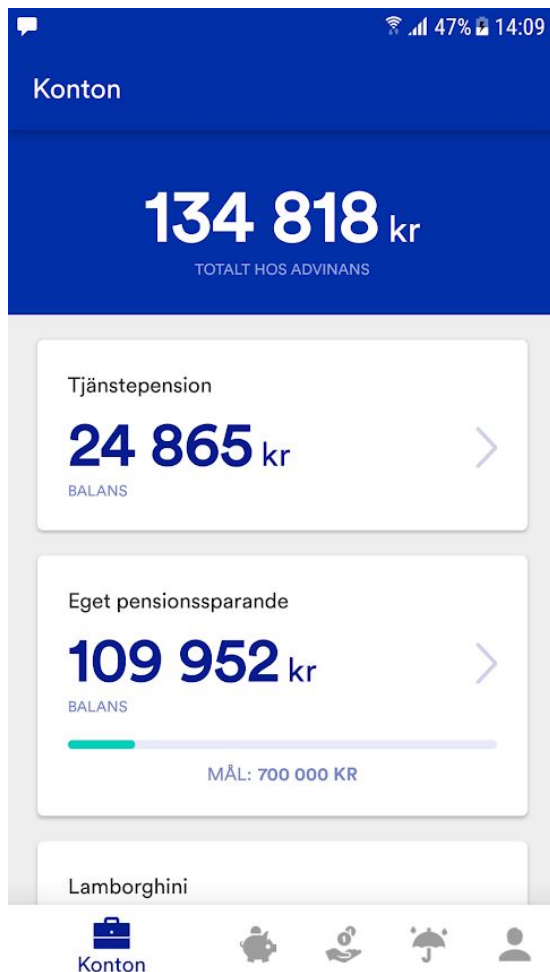 47% 14:09
Konton
134 818 kr
TOTALT HOS ADVINANS
Tjänstepension
24 865 kr
BALANS
Eget pensionssparande
109 952 kr
BALANS
MÅL: 700 000 KR
Lamborghini
Konton